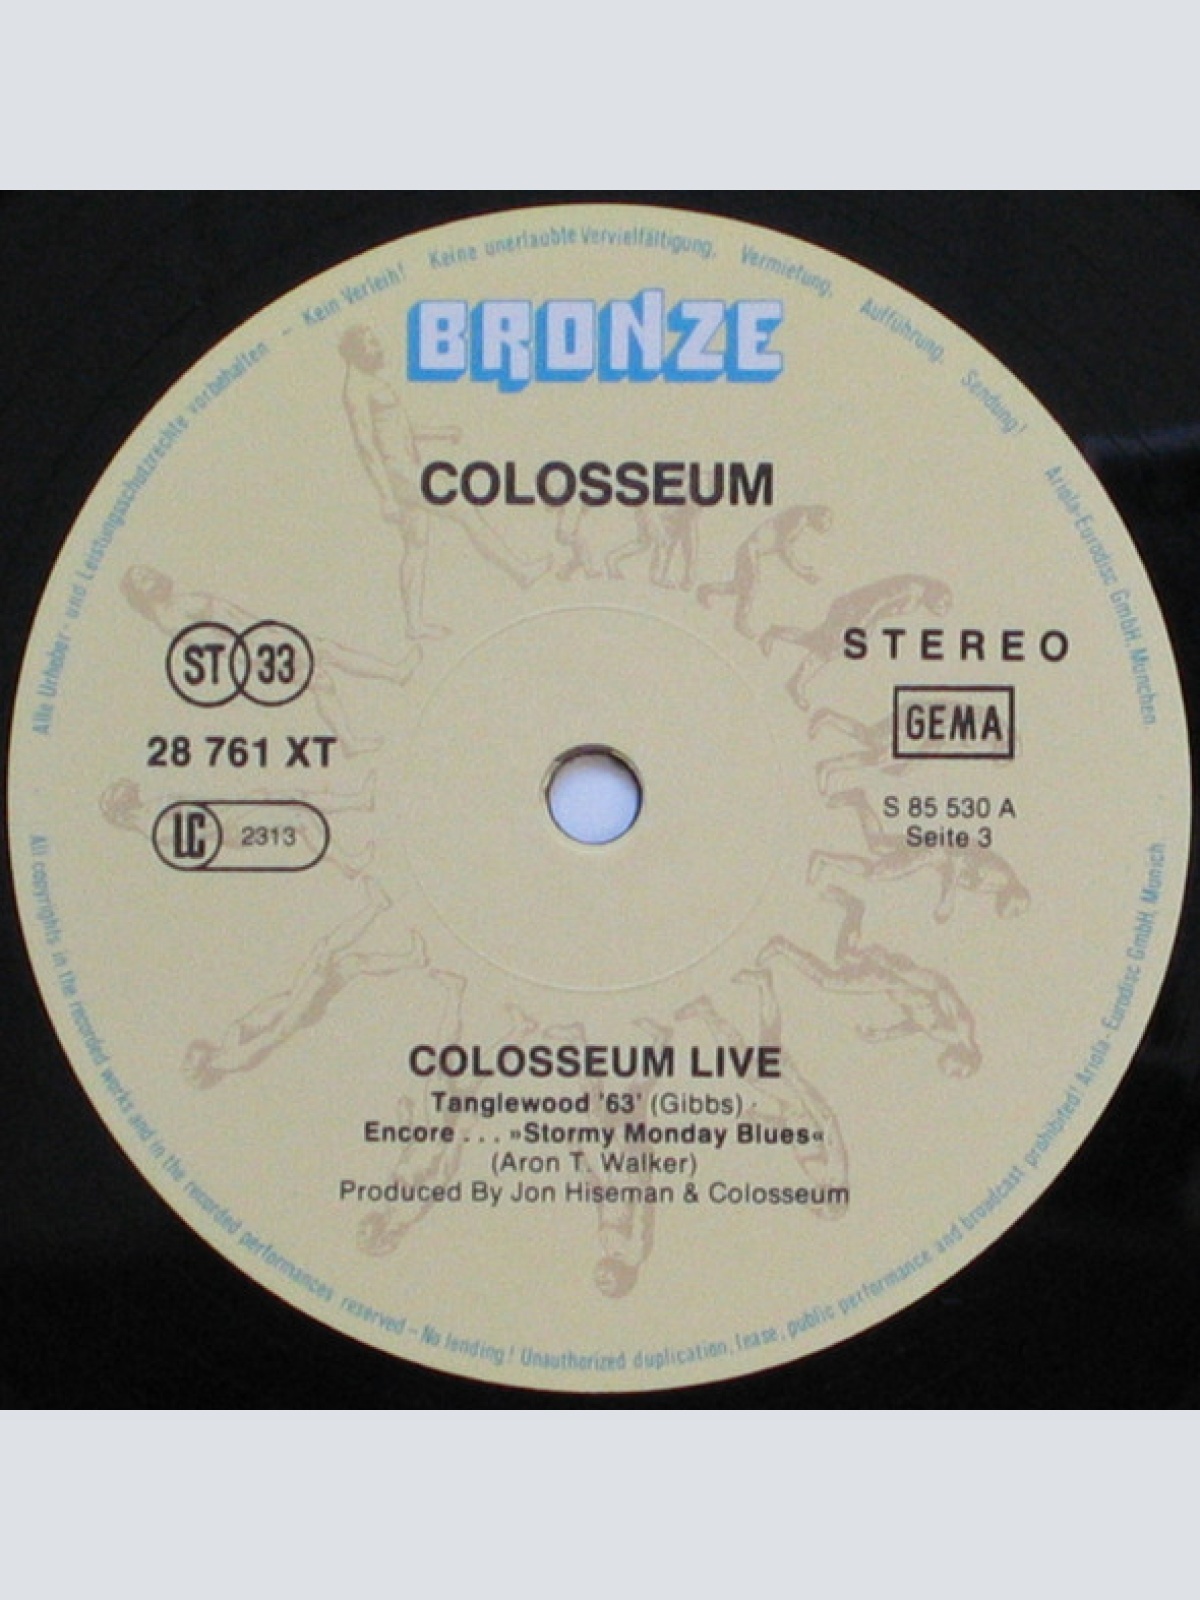 Alle Urheber- und Leistungsschutzrechte vorbehalten – Kein Verleih! Keine unerlaubte Vervielfältigung, Vermietung, Aufführung, Sendung! Ariola-Eurodisc GmbH, München.
BRONZE
COLOSSEUM
ST 33
STEREO
GEMA
28 761 XT
S 85 530 A
LC 2313
Seite 3
COLOSSEUM LIVE
Tanglewood '63' (Gibbs) ·
Encore . . . »Stormy Monday Blues«
(Aron T. Walker)
Produced By Jon Hiseman & Colosseum
All copyrights in the recorded works and in the recorded performances reserved – No lending! Unauthorized duplication, lease, public performance and broadcast prohibited! Ariola-Eurodisc GmbH, Munich